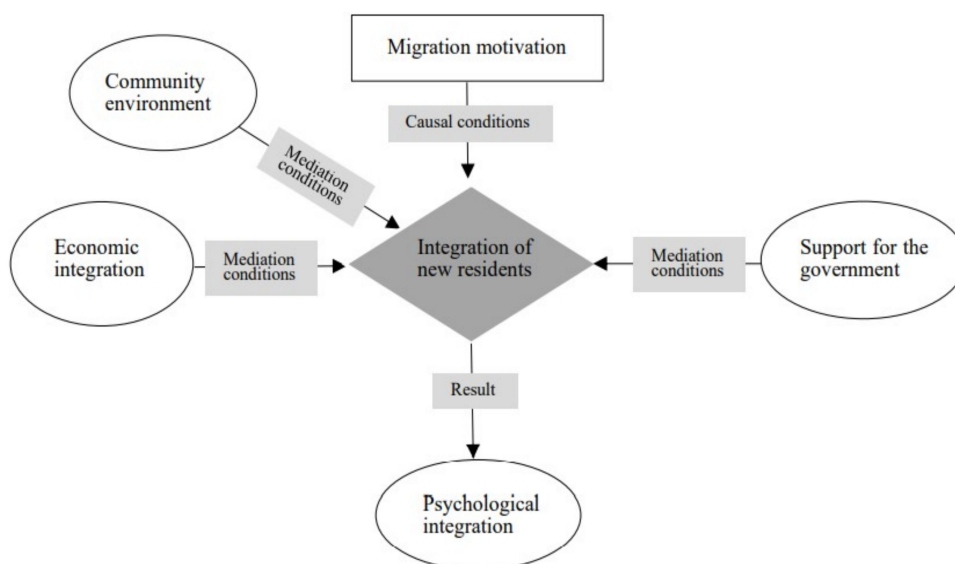 Migration motivation
Community
environment
Causal conditions
Mediation
conditions
Economic
integration
Mediation
conditions
Integration of
new residents
Mediation
conditions
Support for the
government
Result
Psychological
integration